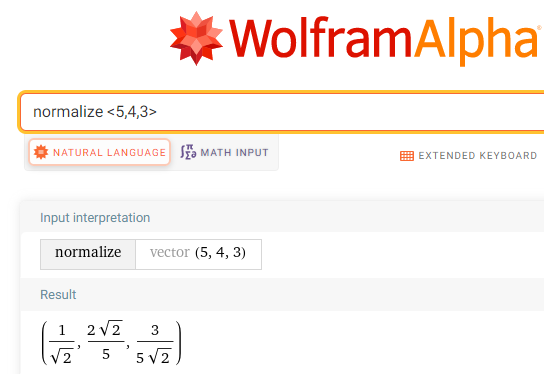 WolframAlpha
normalize <5,4,3>
NATURAL LANGUAGE
∫Σ∂π MATH INPUT
EXTENDED KEYBOARD
Input interpretation
normalize vector (5, 4, 3)
Result
(1/√2, 2√2/5, 3/(5√2))